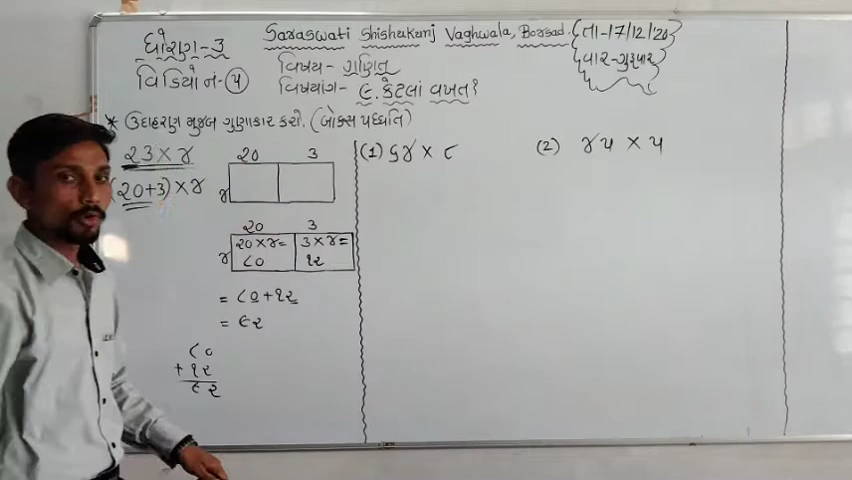 ધોરણ-૩
Saraswati Shishukunj Vaghwala, Borsad.
તા-17/12/20
વિડિયો નં-૫
વિષય- ગણિત
વાર-ગુરૂવાર
વિષયાંગ- ૯. કેટલાં વખત?
* ઉદાહરણ મુજબ ગુણાકાર કરો. (બોક્સ પધ્ધતિ)
૨૩ × ૪
૨૦ ૩
(૧) ૬૪ × ૮
(૨) ૪૫ × ૫
(૨૦+૩) × ૪
૪
૨૦ ૩
૪ ૨૦ × ૪ = ૩ × ૪ =
૮૦ ૧૨
= ૮૦ + ૧૨
= ૯૨
૮૦
+ ૧૨
૯૨